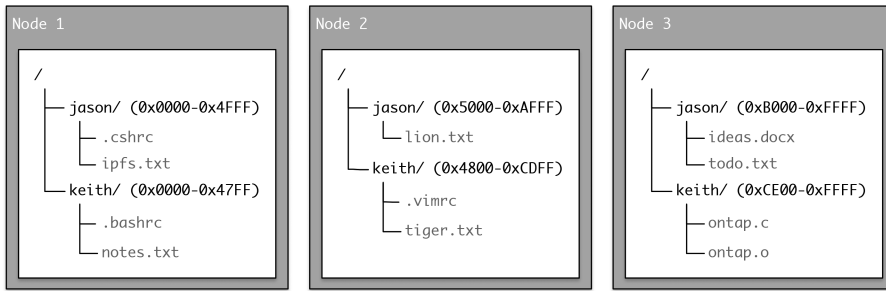 Node 1
/
jason/ (0x0000-0x4FFF)
.cshrc
ipfs.txt
keith/ (0x0000-0x47FF)
.bashrc
notes.txt
Node 2
/
jason/ (0x5000-0xAFFF)
lion.txt
keith/ (0x4800-0xCDFF)
.vimrc
tiger.txt
Node 3
/
jason/ (0xB000-0xFFFF)
ideas.docx
todo.txt
keith/ (0xCE00-0xFFFF)
ontap.c
ontap.o